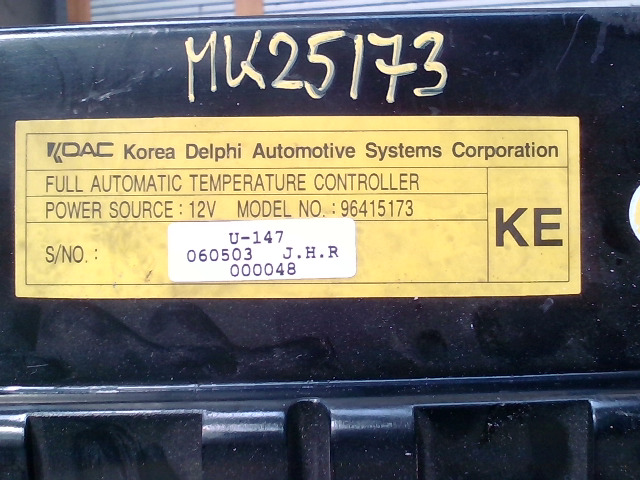 MK25173
KDAC Korea Delphi Automotive Systems Corporation
FULL AUTOMATIC TEMPERATURE CONTROLLER
POWER SOURCE : 12V MODEL NO. : 96415173
KE
S/NO. :
U-147
060503 J.H.R
000048